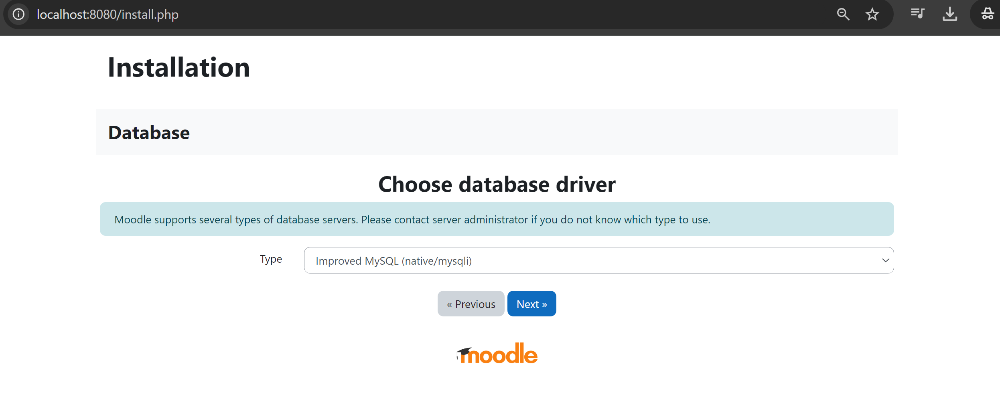 localhost:8080/install.php
Installation
Database
Choose database driver
Moodle supports several types of database servers. Please contact server administrator if you do not know which type to use.
Type
Improved MySQL (native/mysqli)
« Previous
Next »
moodle